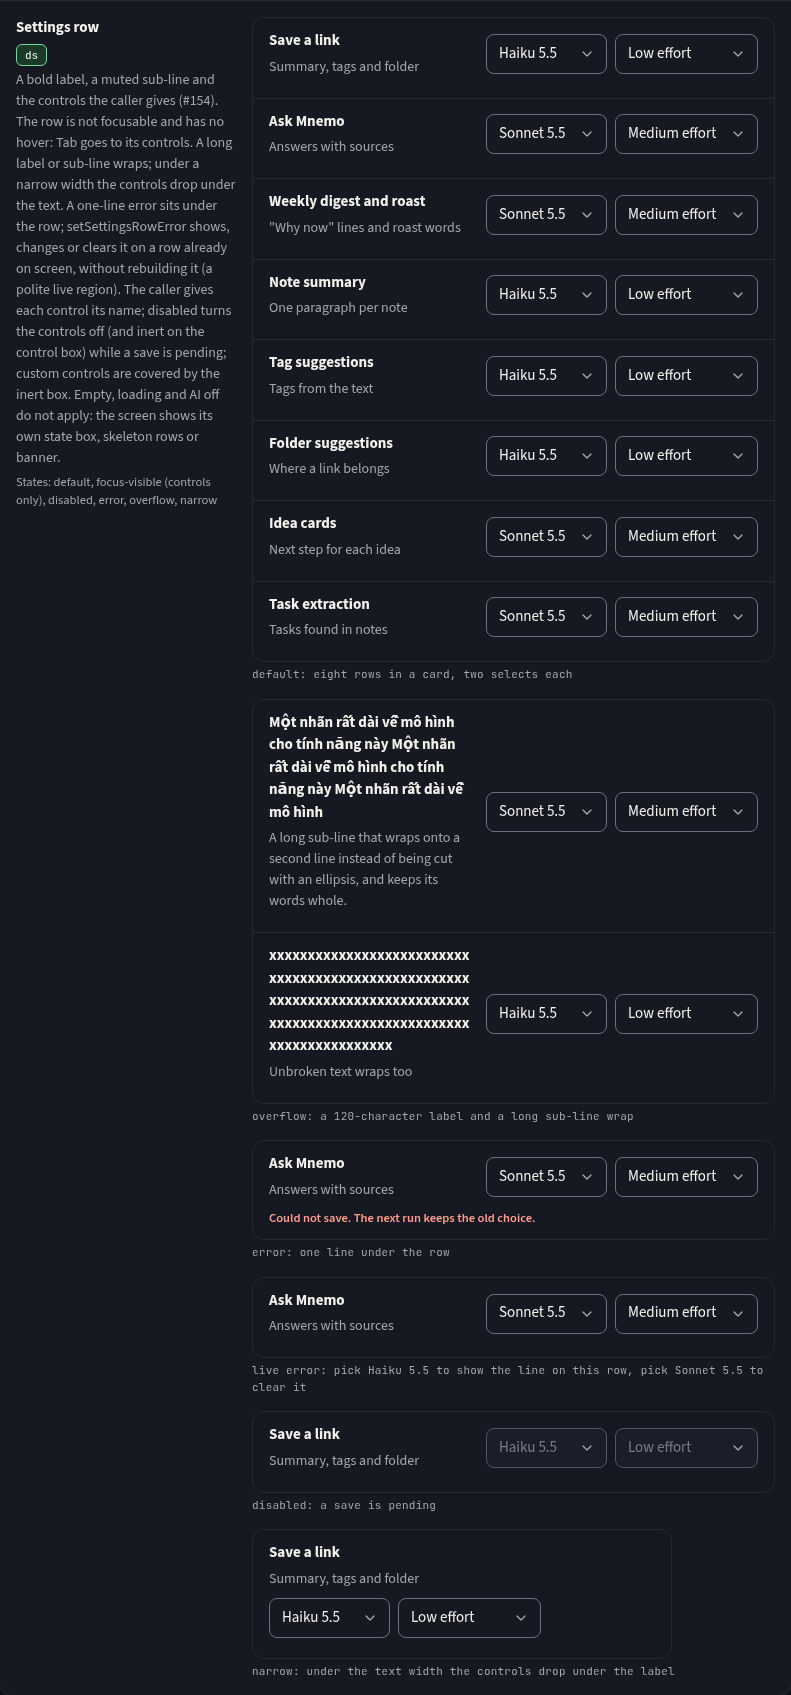 Settings row
ds
A bold label, a muted sub-line and
the controls the caller gives (#154).
The row is not focusable and has no
hover: Tab goes to its controls. A long
label or sub-line wraps; under a
narrow width the controls drop under
the text. A one-line error sits under
the row; setSettingsRowError shows,
changes or clears it on a row already
on screen, without rebuilding it (a
polite live region). The caller gives
each control its name; disabled turns
the controls off (and inert on the
control box) while a save is pending;
custom controls are covered by the
inert box. Empty, loading and AI off
do not apply: the screen shows its
own state box, skeleton rows or
banner.
States: default, focus-visible (controls
only), disabled, error, overflow, narrow
Save a link
Summary, tags and folder
Haiku 5.5
Low effort
Ask Mnemo
Answers with sources
Sonnet 5.5
Medium effort
Weekly digest and roast
"Why now" lines and roast words
Sonnet 5.5
Medium effort
Note summary
One paragraph per note
Haiku 5.5
Low effort
Tag suggestions
Tags from the text
Haiku 5.5
Low effort
Folder suggestions
Where a link belongs
Haiku 5.5
Low effort
Idea cards
Next step for each idea
Sonnet 5.5
Medium effort
Task extraction
Tasks found in notes
Sonnet 5.5
Medium effort
default: eight rows in a card, two selects each
Một nhãn rất dài về mô hình
cho tính năng này Một nhãn
rất dài về mô hình cho tính
năng này Một nhãn rất dài về
mô hình
A long sub-line that wraps onto a
second line instead of being cut
with an ellipsis, and keeps its
words whole.
Sonnet 5.5
Medium effort
xxxxxxxxxxxxxxxxxxxxxxxxxx
xxxxxxxxxxxxxxxxxxxxxxxxxx
xxxxxxxxxxxxxxxxxxxxxxxxxx
xxxxxxxxxxxxxxxxxxxxxxxxxx
xxxxxxxxxxxxxxxx
Unbroken text wraps too
Haiku 5.5
Low effort
overflow: a 120-character label and a long sub-line wrap
Ask Mnemo
Answers with sources
Sonnet 5.5
Medium effort
Could not save. The next run keeps the old choice.
error: one line under the row
Ask Mnemo
Answers with sources
Sonnet 5.5
Medium effort
live error: pick Haiku 5.5 to show the line on this row, pick Sonnet 5.5 to
clear it
Save a link
Summary, tags and folder
Haiku 5.5
Low effort
disabled: a save is pending
Save a link
Summary, tags and folder
Haiku 5.5
Low effort
narrow: under the text width the controls drop under the label